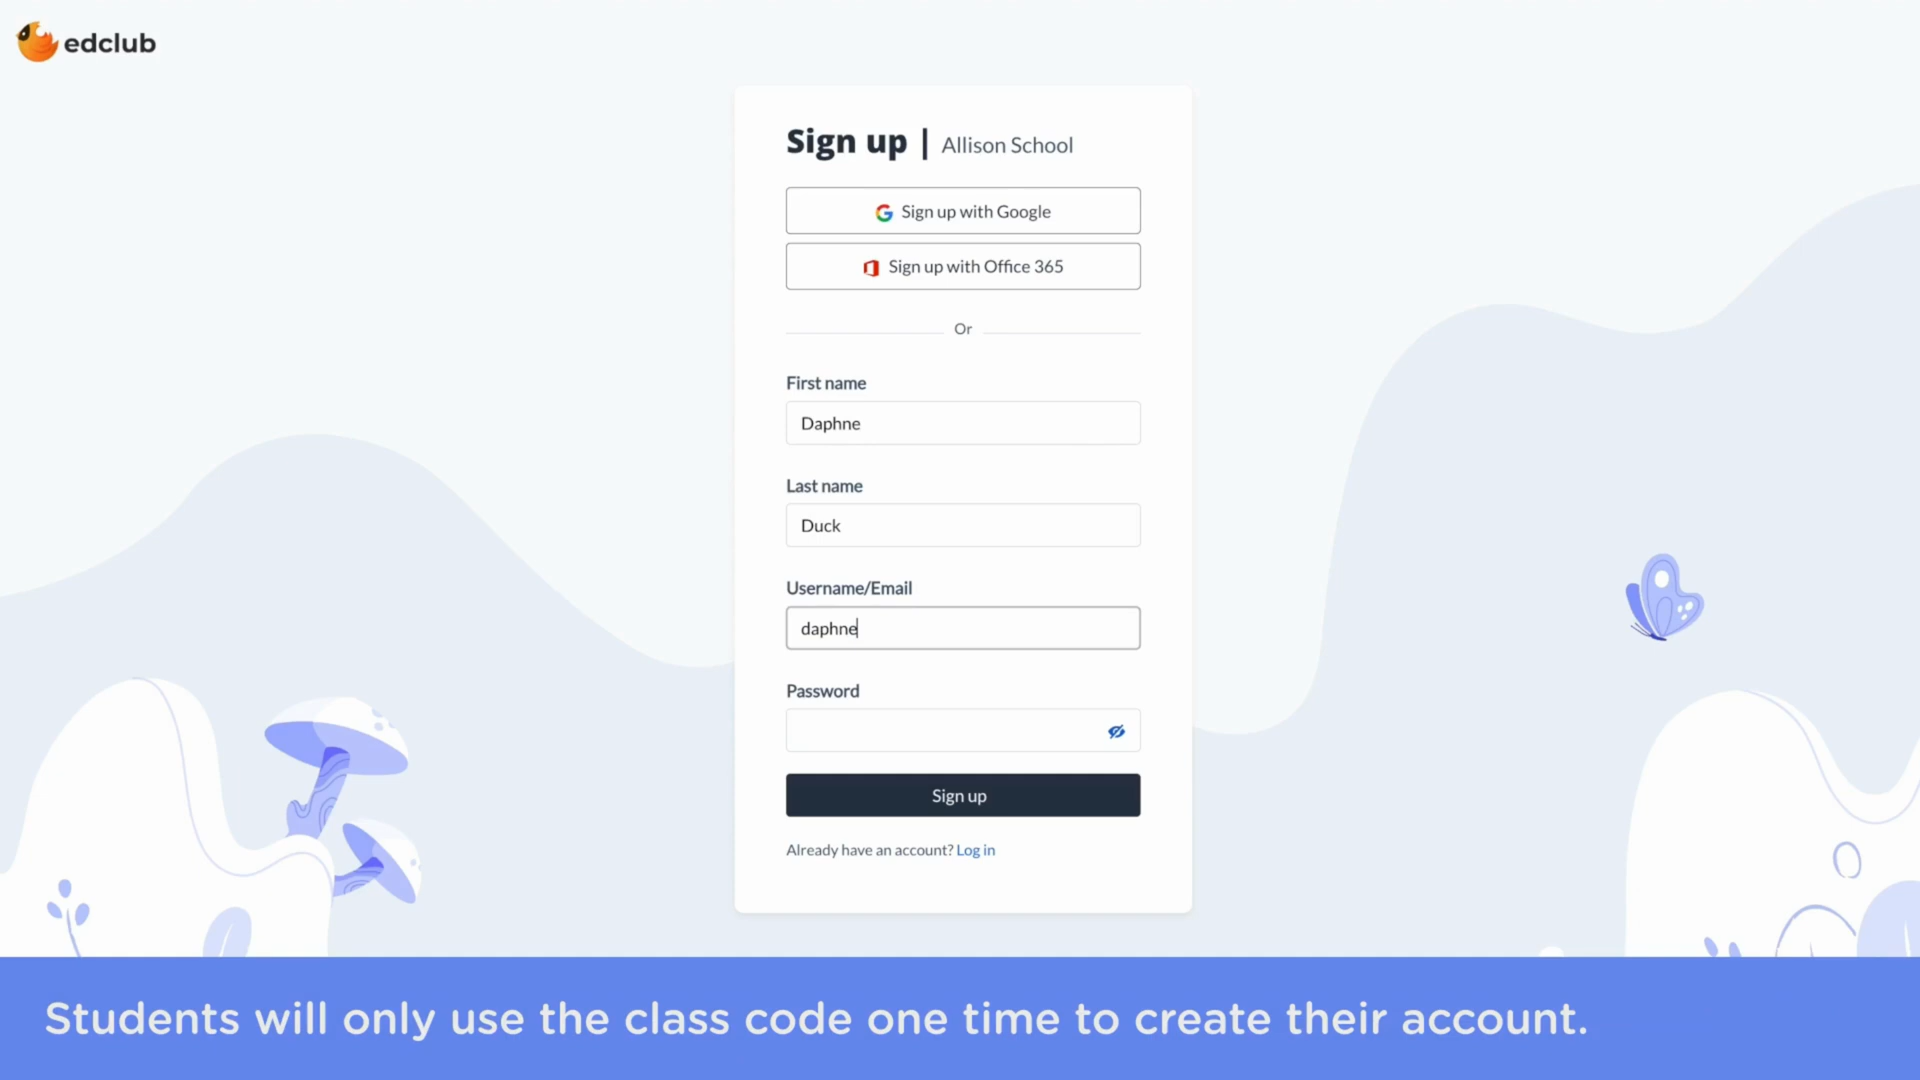 edclub
Sign up | Allison School
Sign up with Google
Sign up with Office 365
Or
First name
Daphne
Last name
Duck
Username/Email
daphne
Password
Sign up
Already have an account? Log in
Students will only use the class code one time to create their account.